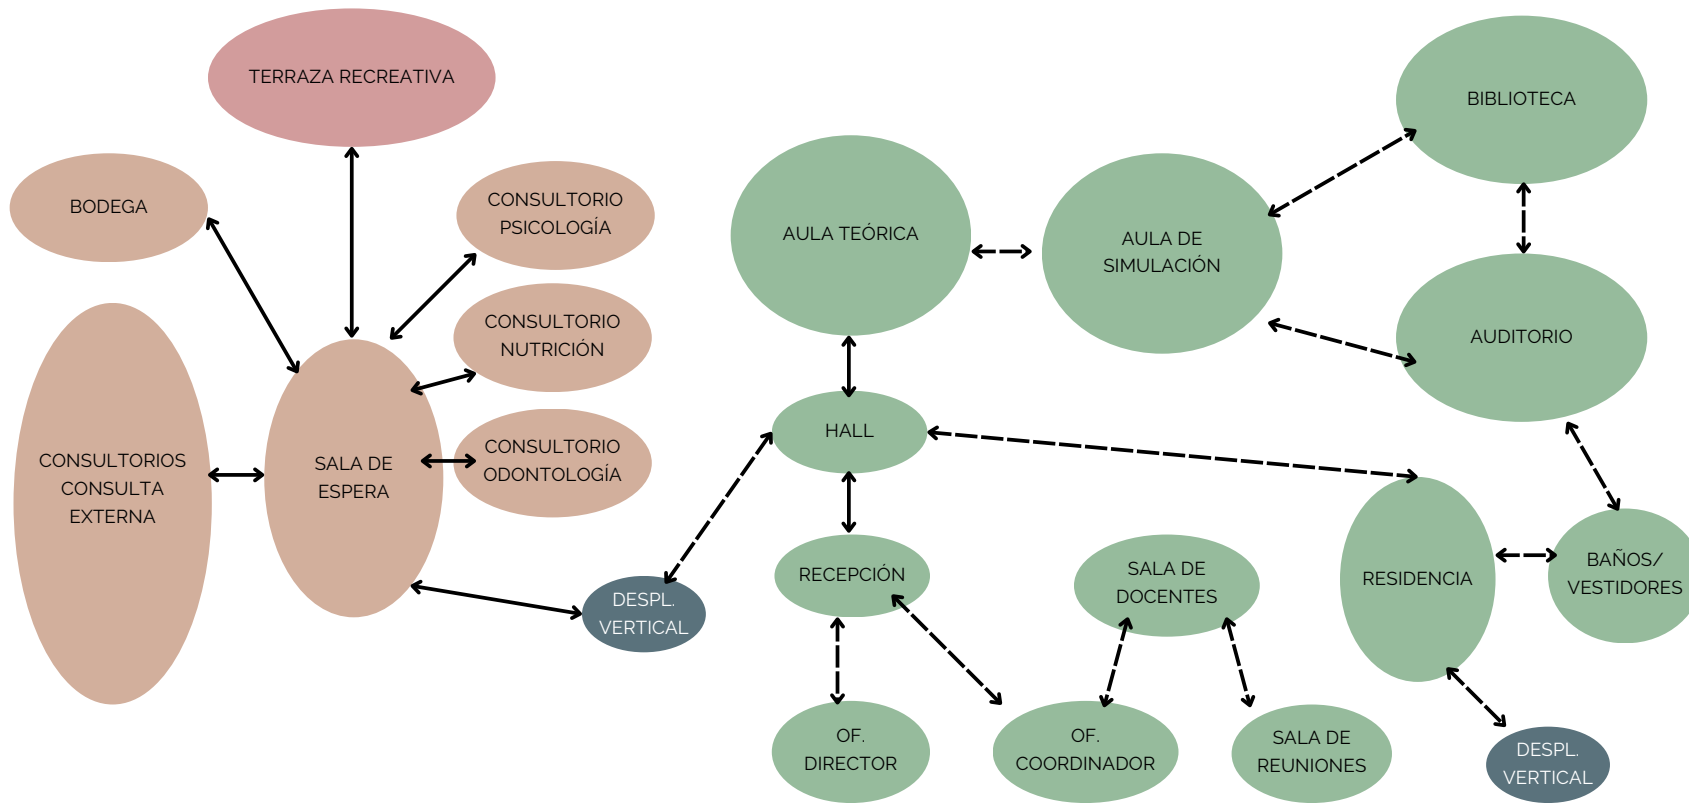 TERRAZA RECREATIVA
BODEGA
CONSULTORIO
PSICOLOGÍA
CONSULTORIO
NUTRICIÓN
CONSULTORIO
ODONTOLOGÍA
CONSULTORIOS
CONSULTA
EXTERNA
SALA DE
ESPERA
DESPL.
VERTICAL
AULA TEÓRICA
AULA DE
SIMULACIÓN
BIBLIOTECA
AUDITORIO
HALL
RECEPCIÓN
SALA DE
DOCENTES
RESIDENCIA
BAÑOS/
VESTIDORES
OF.
DIRECTOR
OF.
COORDINADOR
SALA DE
REUNIONES
DESPL.
VERTICAL